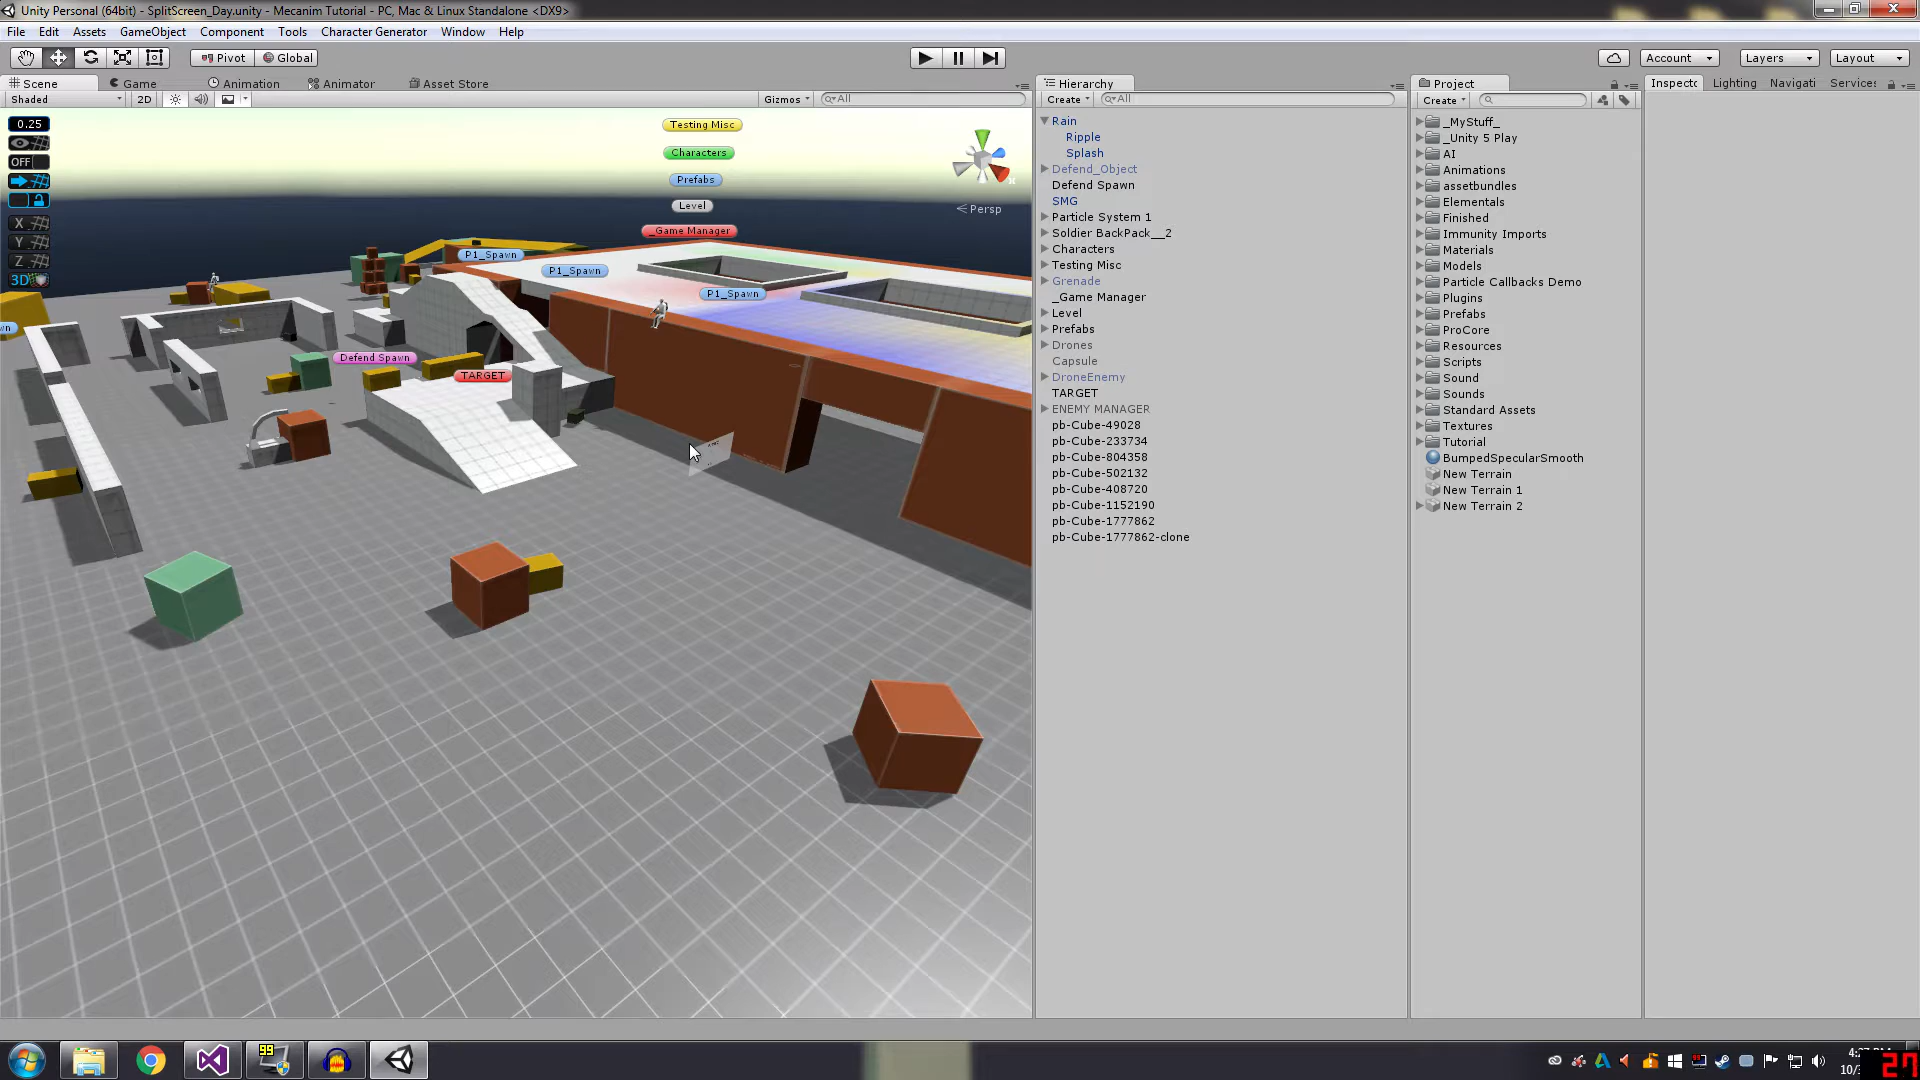 Unity Personal (64bit) - SplitScreen_Day.unity - Mecanim Tutorial - PC, Mac & Linux Standalone <DX9>
File Edit Assets GameObject Component Tools Character Generator Window Help
Pivot Global Account Layers Layout
Scene Game Animation Animator Asset Store
Shaded 2D Gizmos All
0.25
OFF
X
Y
Z
3D
Testing Misc
Characters
Prefabs
Level
_Game Manager
Persp
P1_Spawn
P1_Spawn
P1_Spawn
Defend Spawn
TARGET
Hierarchy
Create All
Rain
Ripple
Splash
Defend_Object
Defend Spawn
SMG
Particle System 1
Soldier BackPack__2
Characters
Testing Misc
Grenade
_Game Manager
Level
Prefabs
Drones
Capsule
DroneEnemy
TARGET
ENEMY MANAGER
pb-Cube-49028
pb-Cube-233734
pb-Cube-804358
pb-Cube-502132
pb-Cube-408720
pb-Cube-1152190
pb-Cube-1777862
pb-Cube-1777862-clone
Project
Create
_MyStuff_
_Unity 5 Play
AI
Animations
assetbundles
Elementals
Finished
Immunity Imports
Materials
Models
Particle Callbacks Demo
Plugins
Prefabs
ProCore
Resources
Scripts
Sound
Sounds
Standard Assets
Textures
Tutorial
BumpedSpecularSmooth
New Terrain
New Terrain 1
New Terrain 2
Inspecto Lighting Navigati Services
99
27